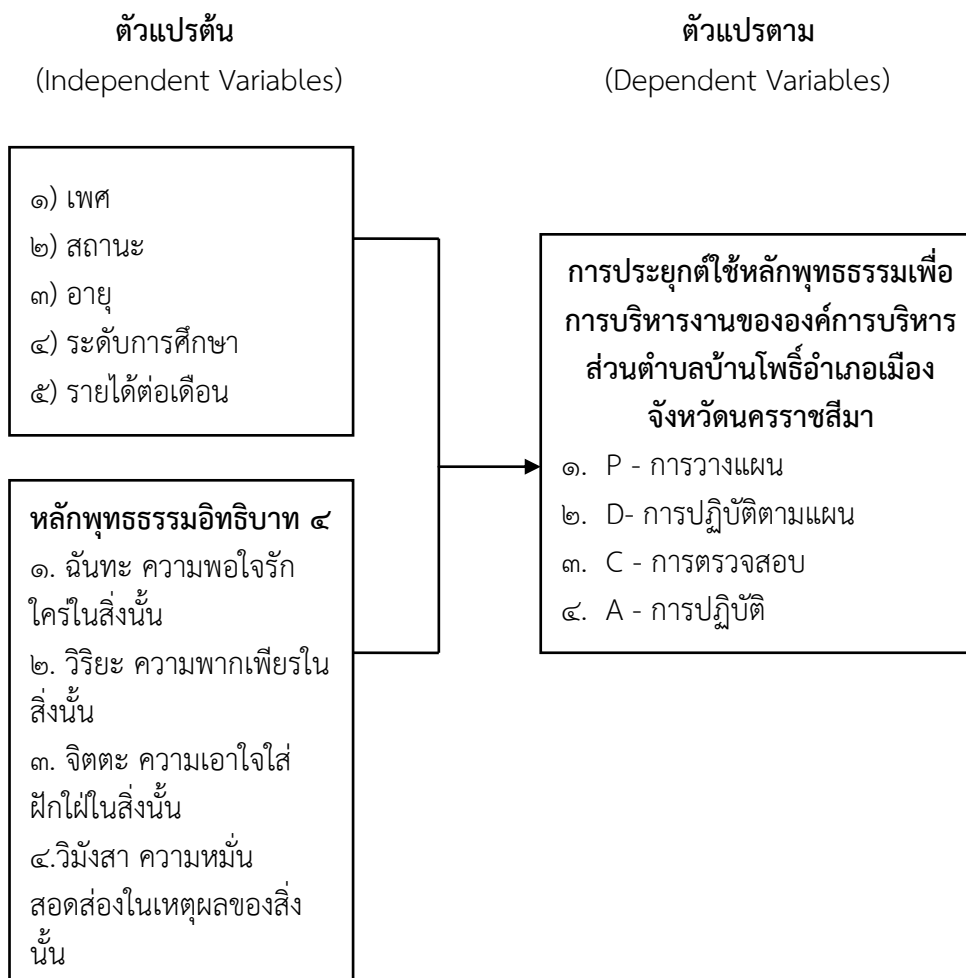 ตัวแปรต้น
(Independent Variables)
๑) เพศ
๒) สถานะ
๓) อายุ
๔) ระดับการศึกษา
๕) รายได้ต่อเดือน
หลักพุทธธรรมอิทธิบาท ๔
๑. ฉันทะ ความพอใจรัก
ใคร่ในสิ่งนั้น
๒. วิริยะ ความพากเพียรใน
สิ่งนั้น
๓. จิตตะ ความเอาใจใส่
ฝักใฝ่ในสิ่งนั้น
๔.วิมังสา ความหมั่น
สอดส่องในเหตุผลของสิ่ง
นั้น
ตัวแปรตาม
(Dependent Variables)
การประยุกต์ใช้หลักพุทธธรรมเพื่อ
การบริหารงานขององค์การบริหาร
ส่วนตำบลบ้านโพธิ์อำเภอเมือง
จังหวัดนครราชสีมา
๑. P - การวางแผน
๒. D- การปฏิบัติตามแผน
๓. C - การตรวจสอบ
๔. A - การปฏิบัติ